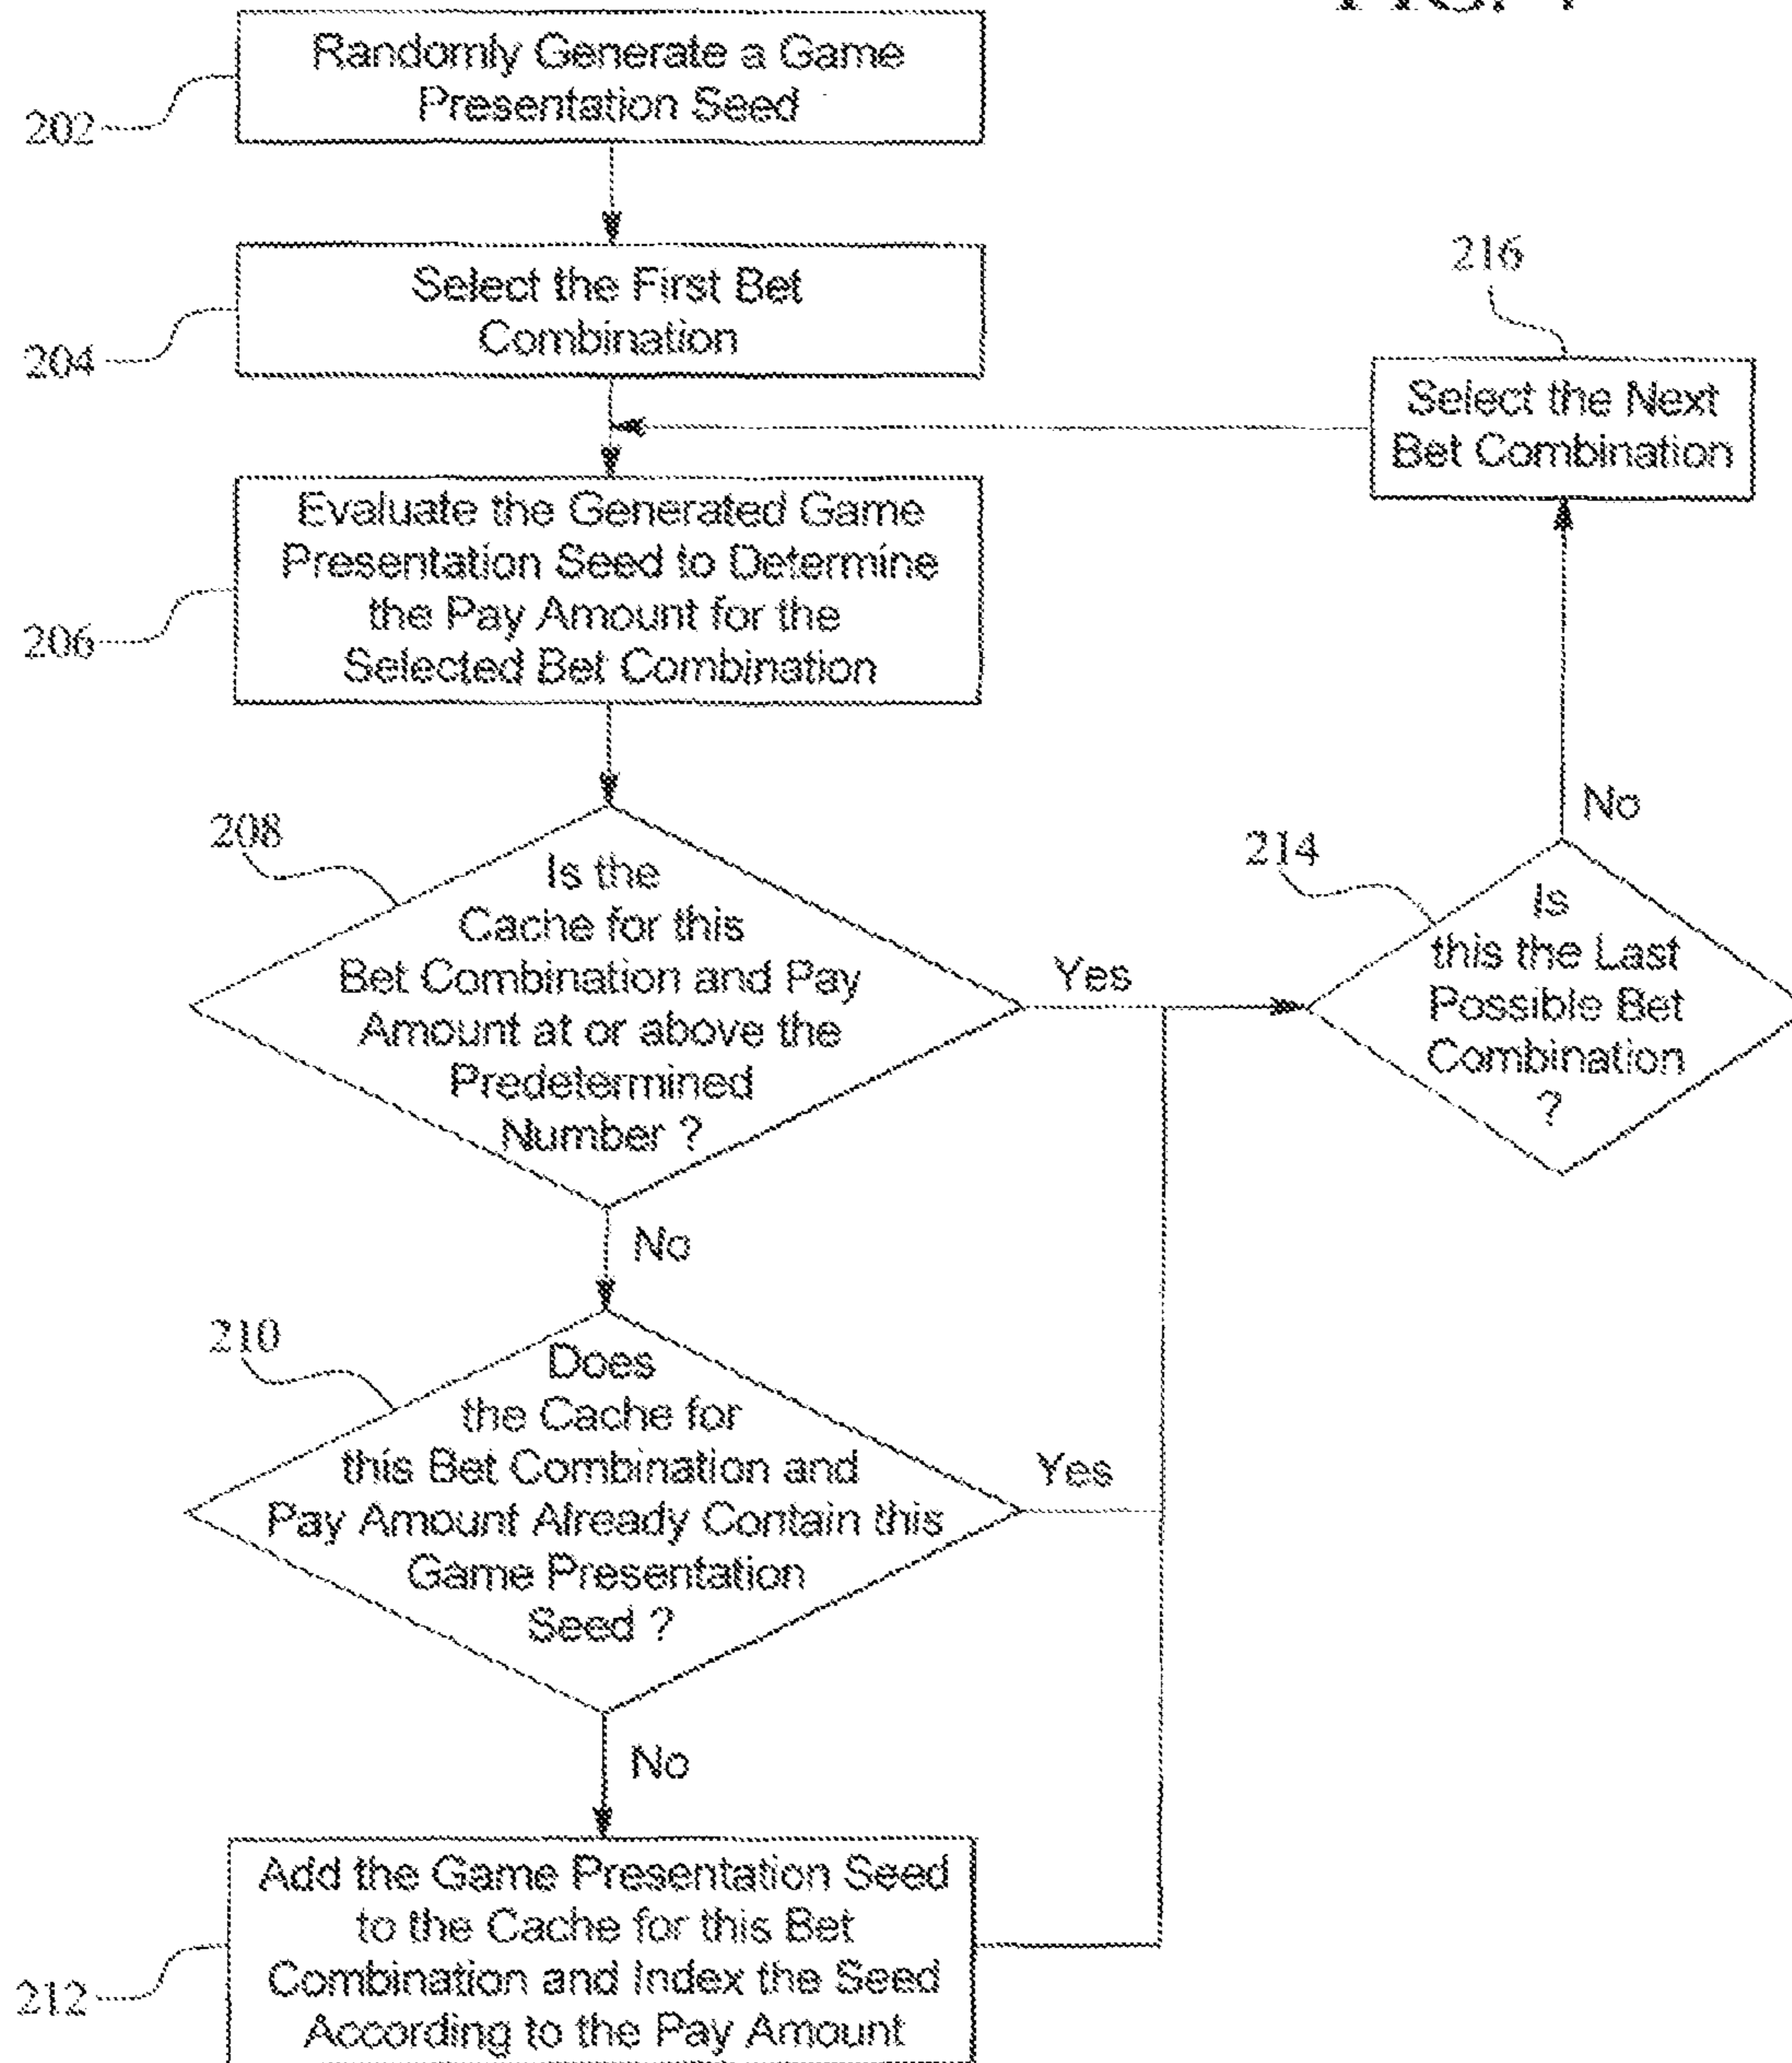 Randomly Generate a Game
Presentation Seed
202
Select the First Bet
Combination
204
216
Select the Next
Bet Combination
Evaluate the Generated Game
Presentation Seed to Determine
the Pay Amount for the
Selected Bet Combination
206
208
Is the
Cache for this
Bet Combination and Pay
Amount at or above the
Predetermined
Number ?
Yes
No
214
Is
this the Last
Possible Bet
Combination
?
No
210
Does
the Cache for
this Bet Combination and
Pay Amount Already Contain this
Game Presentation
Seed ?
Yes
No
Add the Game Presentation Seed
to the Cache for this Bet
Combination and Index the Seed
According to the Pay Amount
212